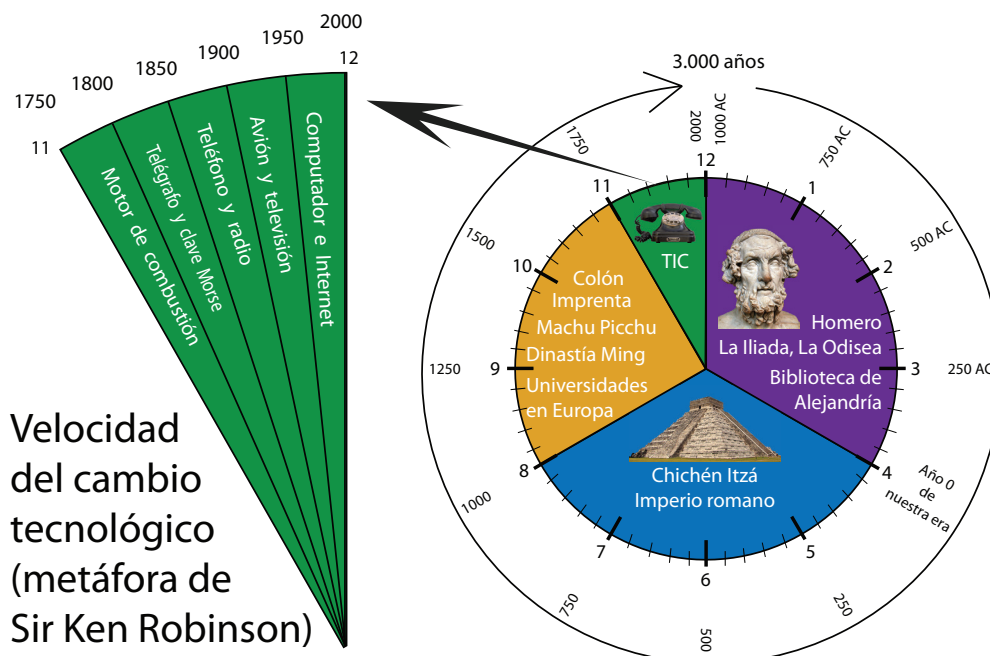 1750
1800
1850
1900
1950
2000
11
12
Motor de combustión
Telégrafo y clave Morse
Teléfono y radio
Avión y televisión
Computador e Internet
Velocidad
del cambio
tecnológico
(metáfora de
Sir Ken Robinson)
3.000 años
2000
1000 AC
750 AC
500 AC
250 AC
Año 0
de
nuestra era
250
500
750
1000
1250
1500
1750
12
1
2
3
4
5
6
7
8
9
10
11
TIC
Homero
La Iliada, La Odisea
Biblioteca de
Alejandría
Chichén Itzá
Imperio romano
Colón
Imprenta
Machu Picchu
Dinastía Ming
Universidades
en Europa